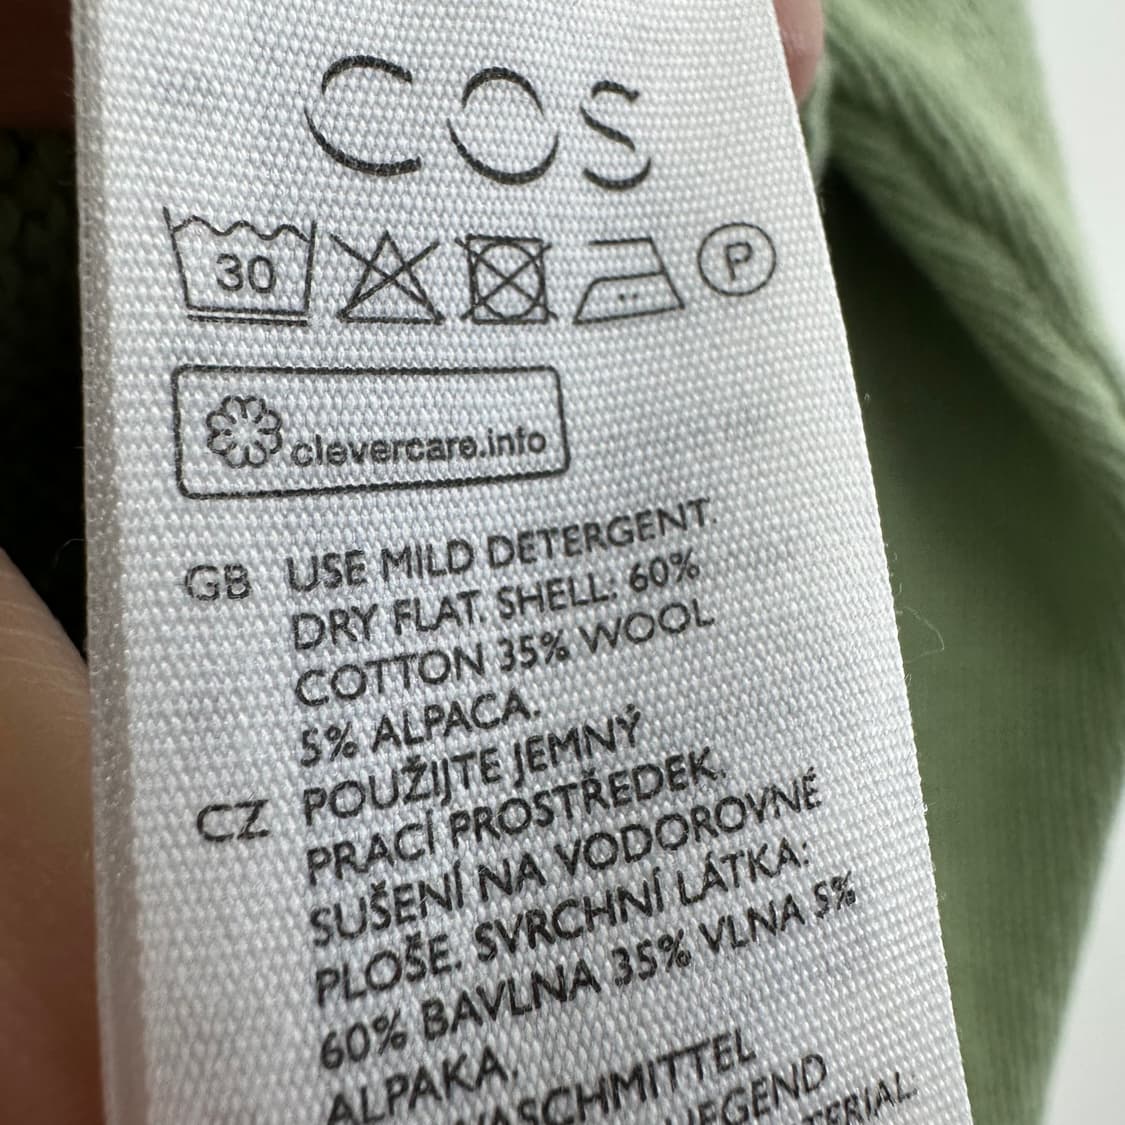 COS
30
P
clevercare.info
GB USE MILD DETERGENT.
DRY FLAT. SHELL: 60%
COTTON 35% WOOL
5% ALPACA.
CZ POUŽIJTE JEMNÝ
PRACÍ PROSTŘEDEK.
SUŠENÍ NA VODOROVNÉ
PLOŠE. SVRCHNÍ LÁTKA:
60% BAVLNA 35% VLNA 5%
ALPAKA.